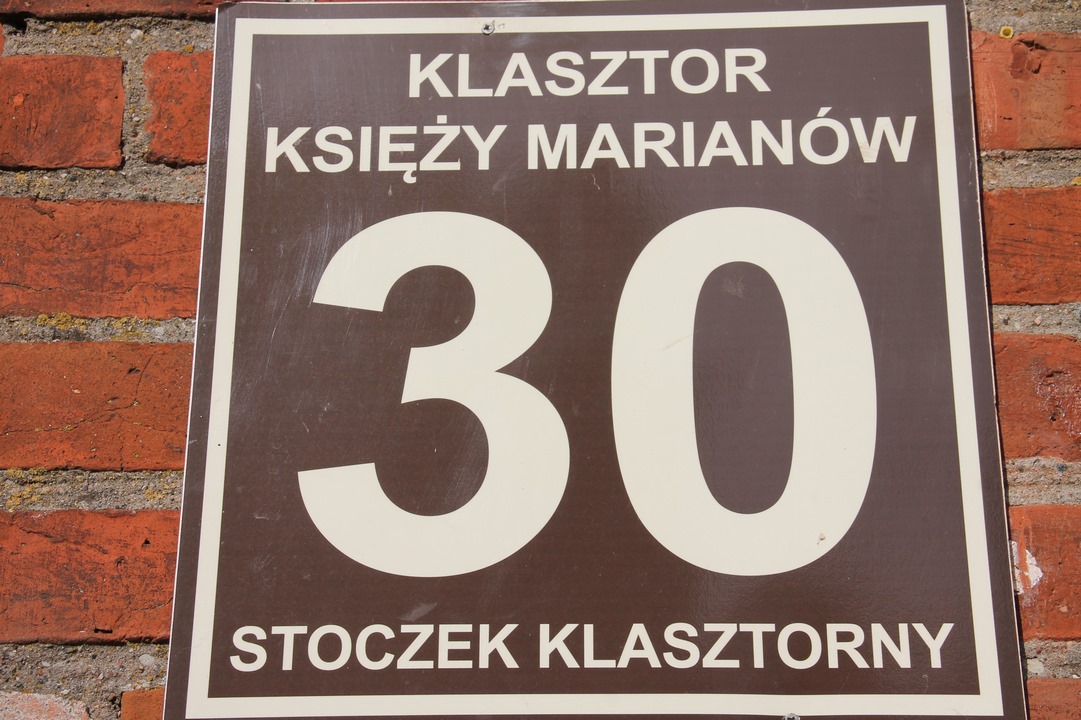 KLASZTOR
KSIĘŻY MARIANÓW
30
STOCZEK KLASZTORNY